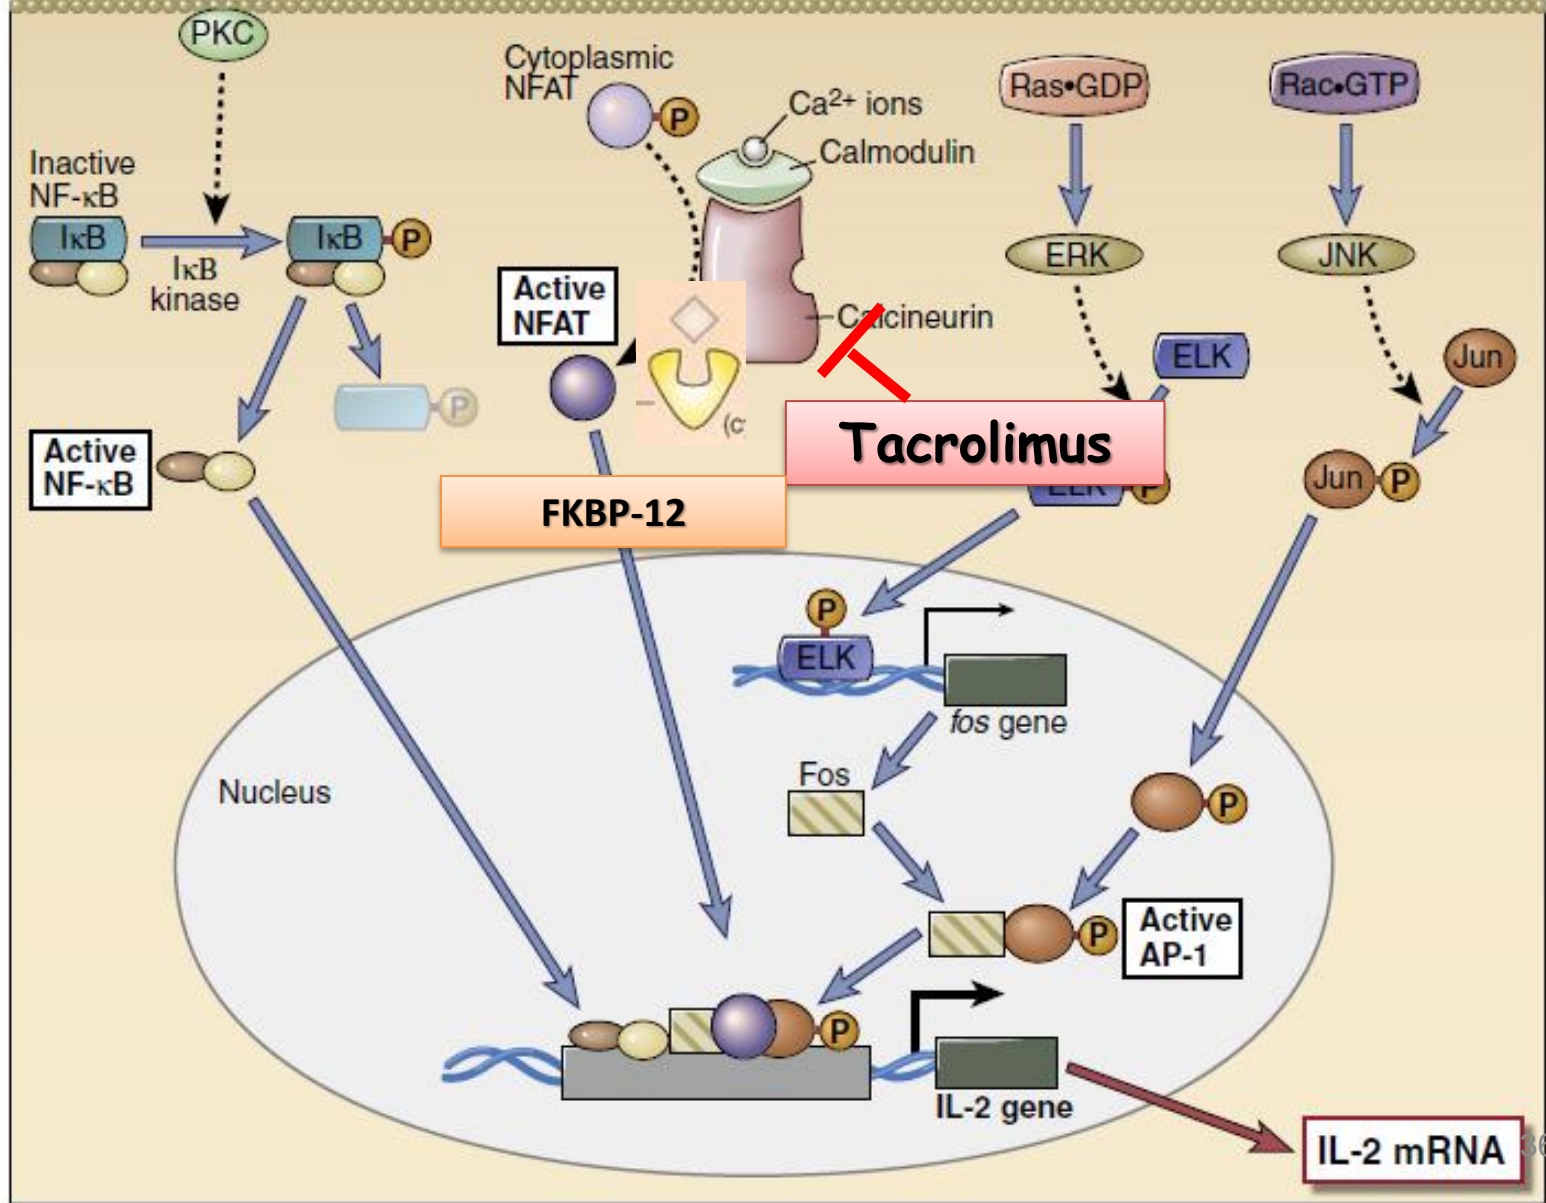 PKC
Cytoplasmic
NFAT
P
Ca2+ ions
Calmodulin
Calcineurin
Ras•GDP
Rac•GTP
Inactive
NF-κB
IκB
IκB
kinase
IκB
P
P
Active
NFAT
ERK
JNK
ELK
Jun
Active
NF-κB
(c
Tacrolimus
FKBP-12
ELK
P
Jun
P
P
ELK
fos gene
Fos
P
Nucleus
P
Active
AP-1
P
IL-2 gene
IL-2 mRNA
36